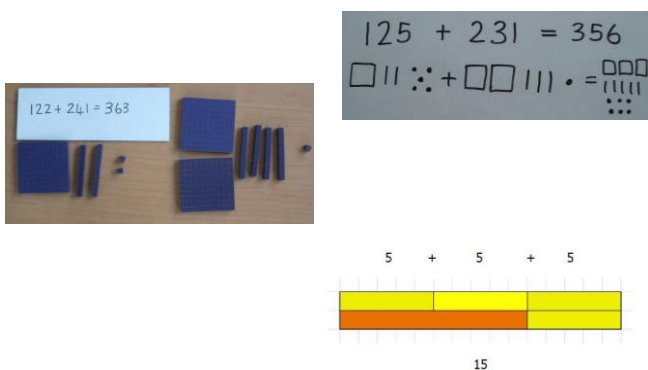 125 + 231 = 356
+ =
122 + 241 = 363
5 + 5 + 5
15